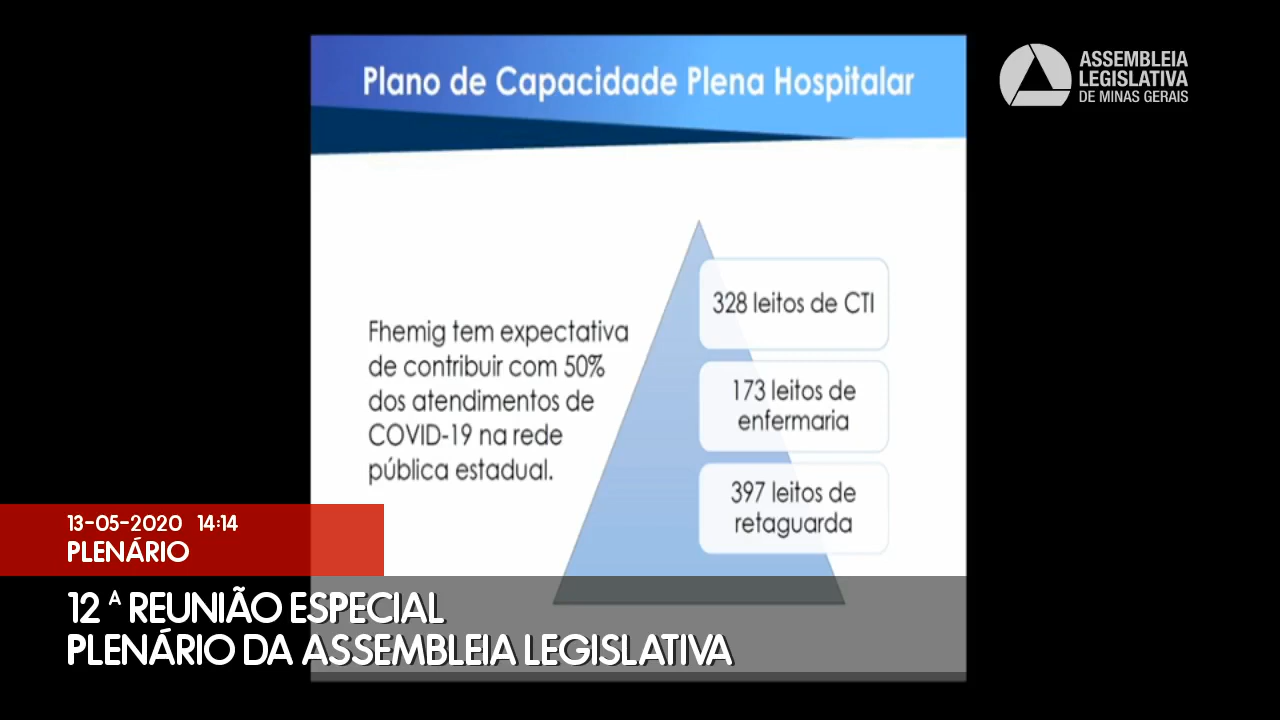 Plano de Capacidade Plena Hospitalar
ASSEMBLEIA
LEGISLATIVA
DE MINAS GERAIS
Fhemig tem expectativa
de contribuir com 50%
dos atendimentos de
COVID-19 na rede
pública estadual.
328 leitos de CTI
173 leitos de
enfermaria
397 leitos de
retaguarda
13-05-2020 14:14
PLENÁRIO
12 ª REUNIÃO ESPECIAL
PLENÁRIO DA ASSEMBLEIA LEGISLATIVA